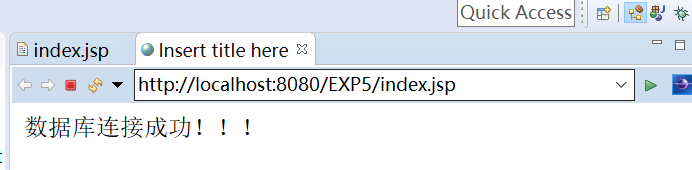 Quick Access
index.jsp
Insert title here
http://localhost:8080/EXP5/index.jsp
数据库连接成功！！！